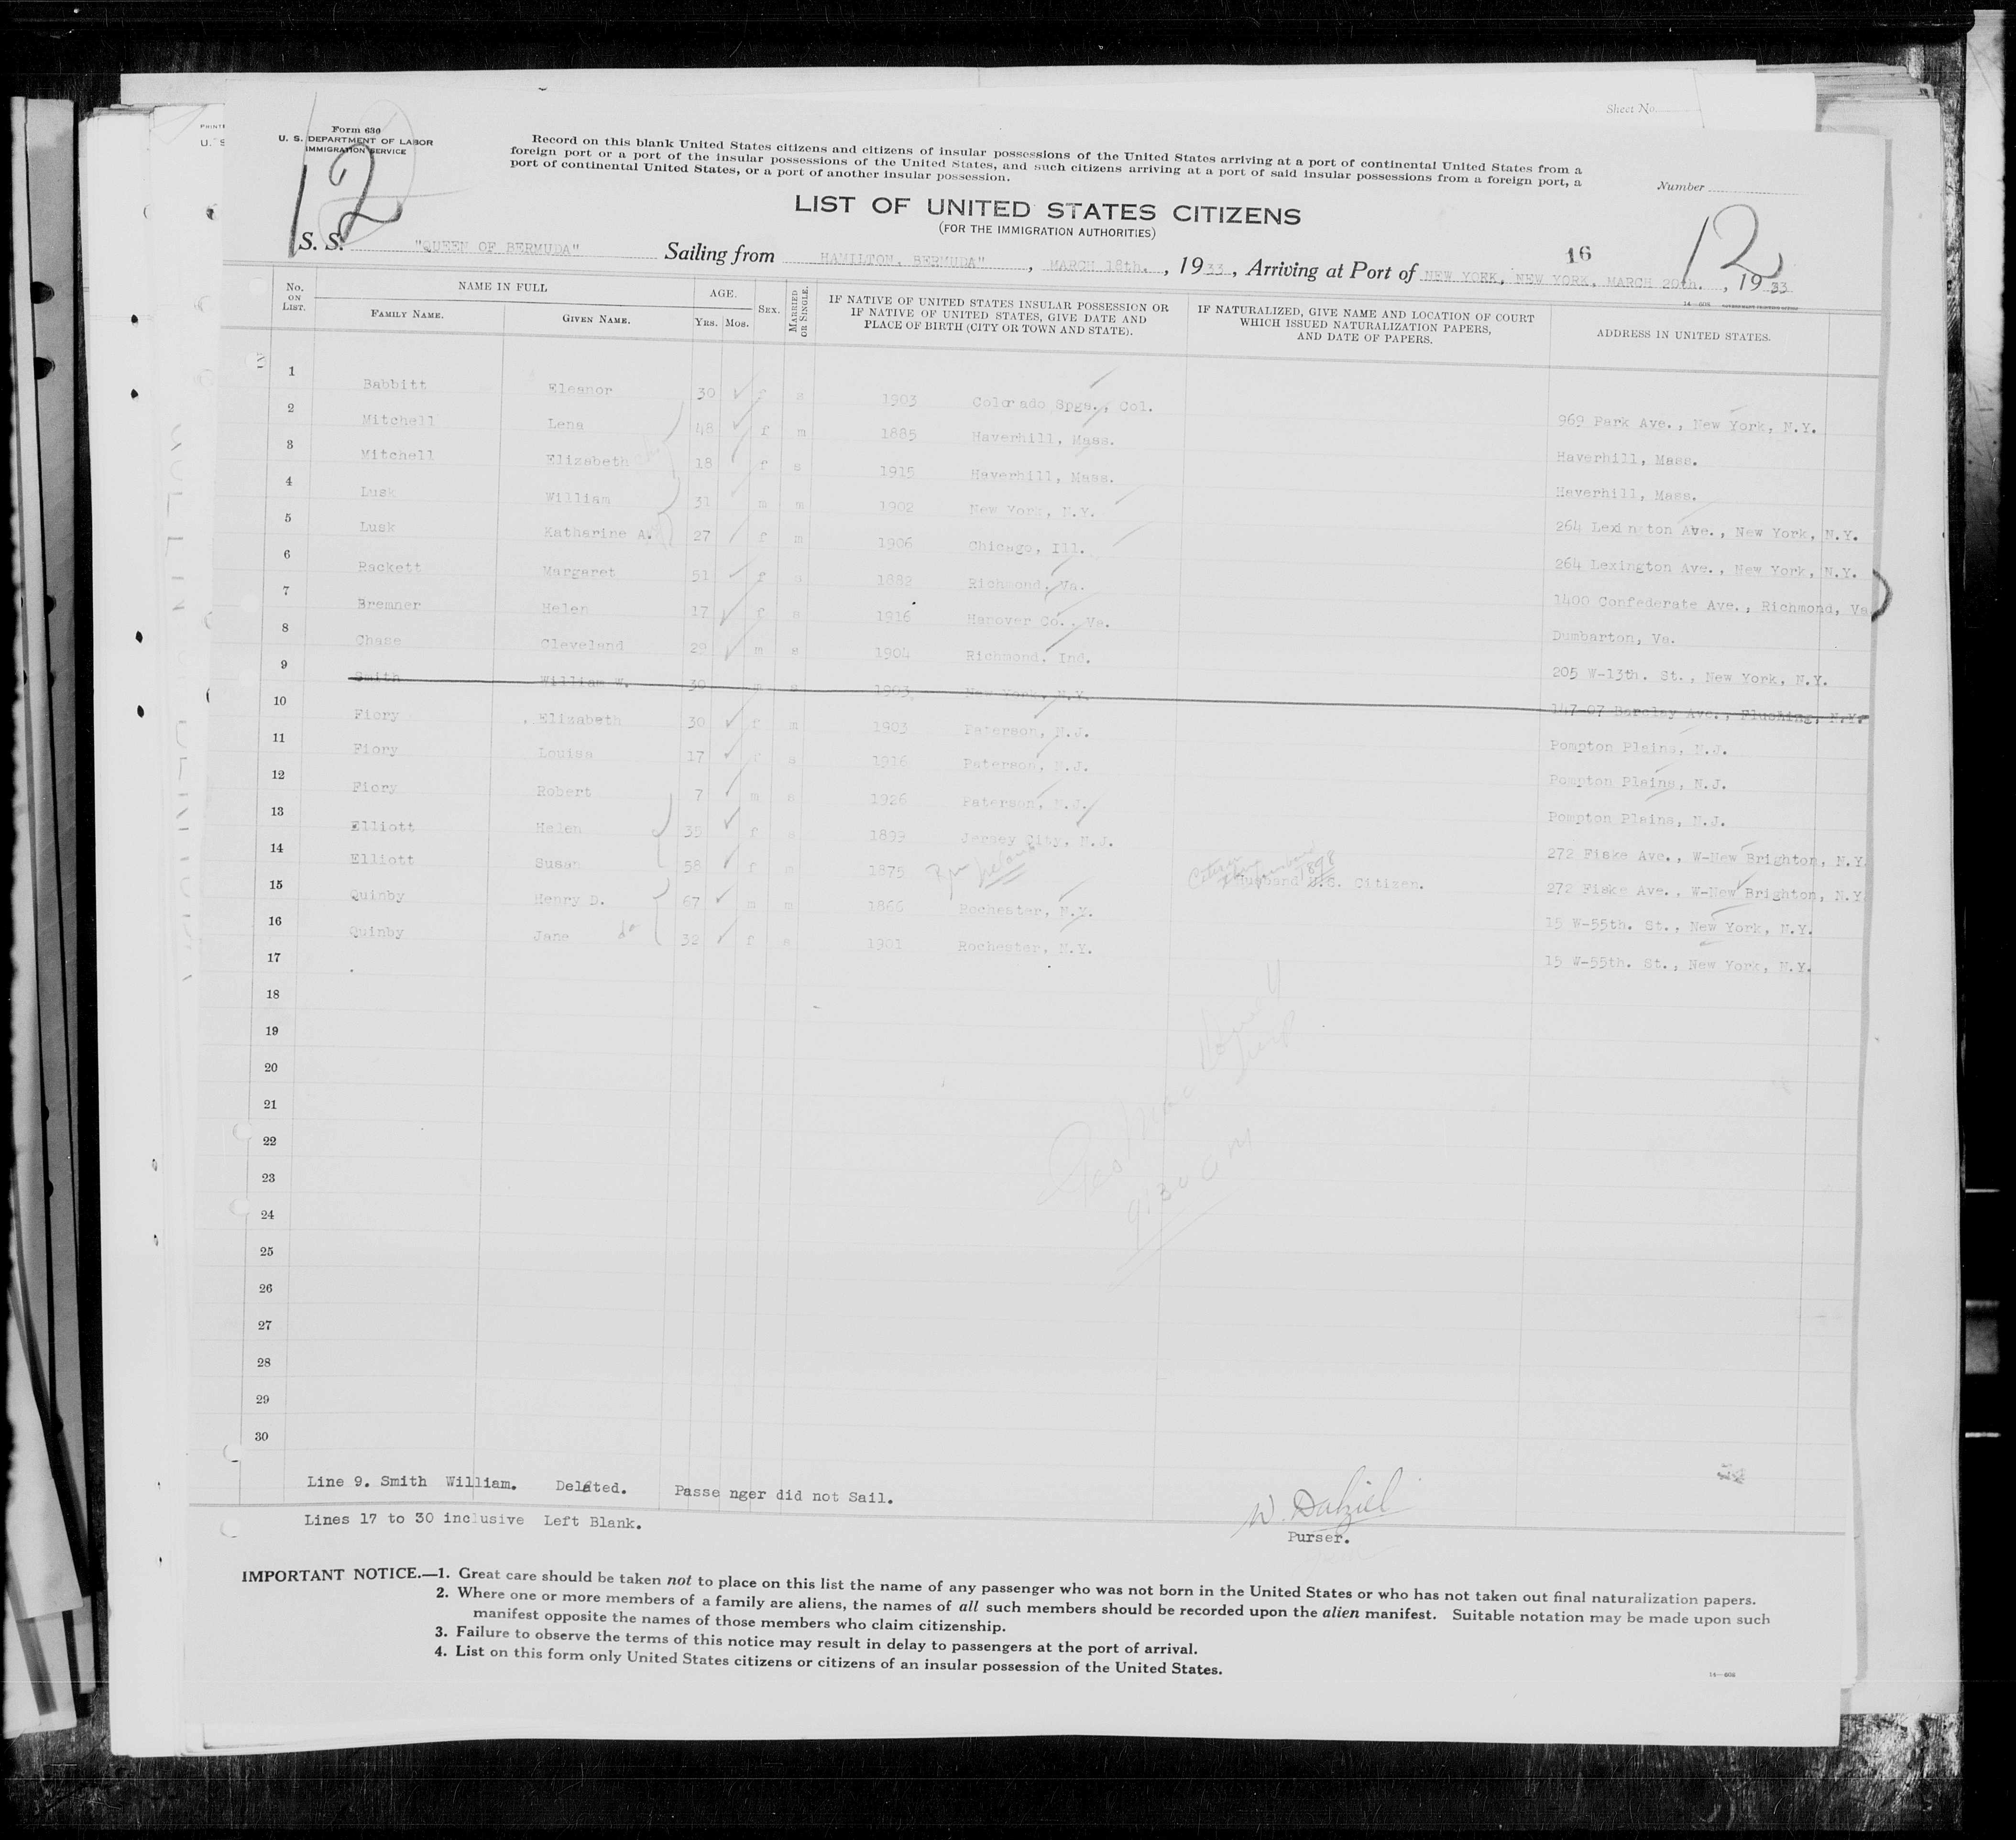 Sheet No.
Form 630
U. S. DEPARTMENT OF LABOR
IMMIGRATION SERVICE
12
Record on this blank United States citizens and citizens of insular possessions of the United States arriving at a port of continental United States from a
foreign port or a port of the insular possessions of the United States, and such citizens arriving at a port of said insular possessions from a foreign port, a
port of continental United States, or a port of another insular possession.
Number
LIST OF UNITED STATES CITIZENS
(FOR THE IMMIGRATION AUTHORITIES)
16 12
S. S. "QUEEN OF BERMUDA" Sailing from HAMILTON, BERMUDA", MARCH 18th., 1933, Arriving at Port of NEW YORK, NEW YORK, MARCH 20th., 1933
No. ON LIST. NAME IN FULL AGE. SEX. MARRIED OR SINGLE. IF NATIVE OF UNITED STATES INSULAR POSSESSION OR IF NATIVE OF UNITED STATES, GIVE DATE AND PLACE OF BIRTH (CITY OR TOWN AND STATE). IF NATURALIZED, GIVE NAME AND LOCATION OF COURT WHICH ISSUED NATURALIZATION PAPERS, AND DATE OF PAPERS. ADDRESS IN UNITED STATES.
FAMILY NAME. GIVEN NAME. YRS. MOS.
1 Babbitt Eleanor 30 f s 1903 Colorado Spgs., Col. 969 Park Ave., New York, N.Y.
2 Mitchell Lena 48 f m 1885 Haverhill, Mass. Haverhill, Mass.
3 Mitchell Elizabeth 18 f s 1915 Haverhill, Mass. Haverhill, Mass.
4 Lusk William 31 m m 1902 New York, N.Y. 264 Lexington Ave., New York, N.Y.
5 Lusk Katharine A. 27 f m 1906 Chicago, Ill. 264 Lexington Ave., New York, N.Y.
6 Rackett Margaret 51 f s 1882 Richmond, Va. 1400 Confederate Ave., Richmond, Va
7 Bremner Helen 17 f s 1916 Hanover Co., Va. Dumbarton, Va.
8 Chase Cleveland 29 m s 1904 Richmond, Ind. 205 W-13th. St., New York, N.Y.
9 Smith William W. 30 m s 1903 New York, N.Y. 147-07 Barclay Ave., Flushing, N.Y.
10 Fiory Elizabeth 30 f m 1903 Paterson, N.J. Pompton Plains, N.J.
11 Fiory Louisa 17 f s 1916 Paterson, N.J. Pompton Plains, N.J.
12 Fiory Robert 7 m s 1926 Paterson, N.J. Pompton Plains, N.J.
13 Elliott Helen 35 f s 1899 Jersey City, N.J. 272 Fiske Ave., W-New Brighton, N.Y.
14 Elliott Susan 58 f m 1875 Ireland Citizen husband 1898 Husband U.S. Citizen. 272 Fiske Ave., W-New Brighton, N.Y
15 Quinby Henry D. 67 m m 1866 Rochester, N.Y. 15 W-55th. St., New York, N.Y.
16 Quinby Jane do 32 f s 1901 Rochester, N.Y. 15 W-55th. St., New York, N.Y.
17
18
19
20
21
22
23
24
25
26
27
28
29
30
9:30 am
Line 9. Smith William. Deleted. Passe nger did not Sail.
Lines 17 to 30 inclusive Left Blank.
W. Dalziel
Purser.
IMPORTANT NOTICE.—1. Great care should be taken not to place on this list the name of any passenger who was not born in the United States or who has not taken out final naturalization papers.
2. Where one or more members of a family are aliens, the names of all such members should be recorded upon the alien manifest. Suitable notation may be made upon such
manifest opposite the names of those members who claim citizenship.
3. Failure to observe the terms of this notice may result in delay to passengers at the port of arrival.
4. List on this form only United States citizens or citizens of an insular possession of the United States.
14—608